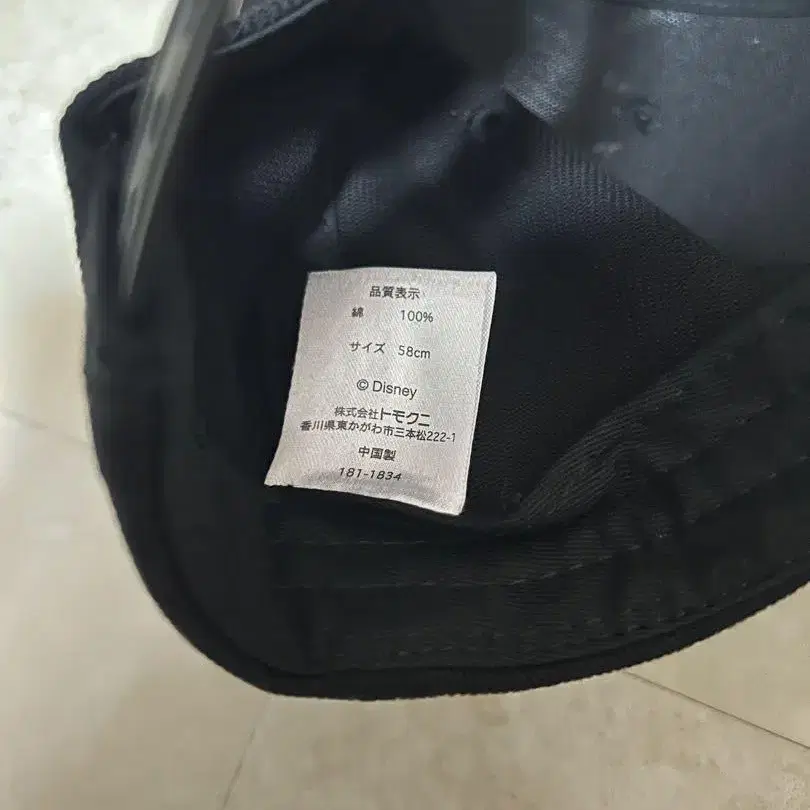 品質表示
綿 100%
サイズ 58cm
© Disney
株式会社トモクニ
香川県東かがわ市三本松222-1
中国製
181-1834